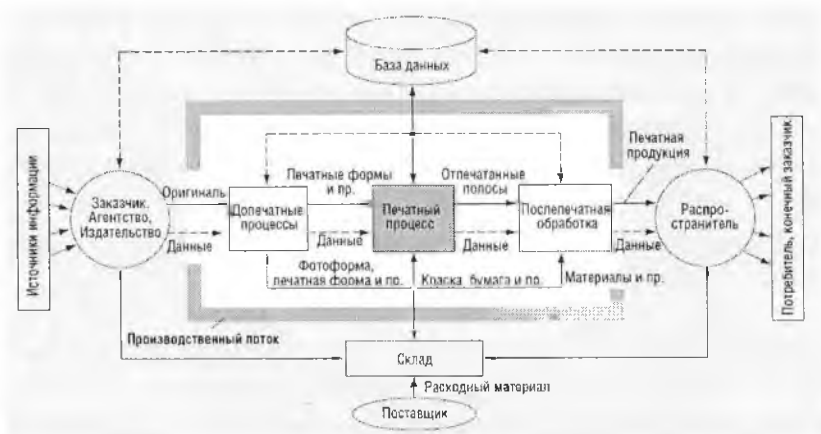 База данных
Печатная
продукция
Источники информации
Заказчик.
Агентство,
Издательство
Оригиналь
Данные
Допечатные
процессы
Печатные формы
и пр.
Данные
Печатный
процесс
Отпечатанные
полосы
Данные
Послепечатная
обработка
Данные
Распро-
странитель
Потребитель, конечный заказчик
Фотоформа,
печатная форма и пр.
Краска, бумага и пр.
Материалы и пр.
Производственный поток
Склад
Расходный материал
Поставщик